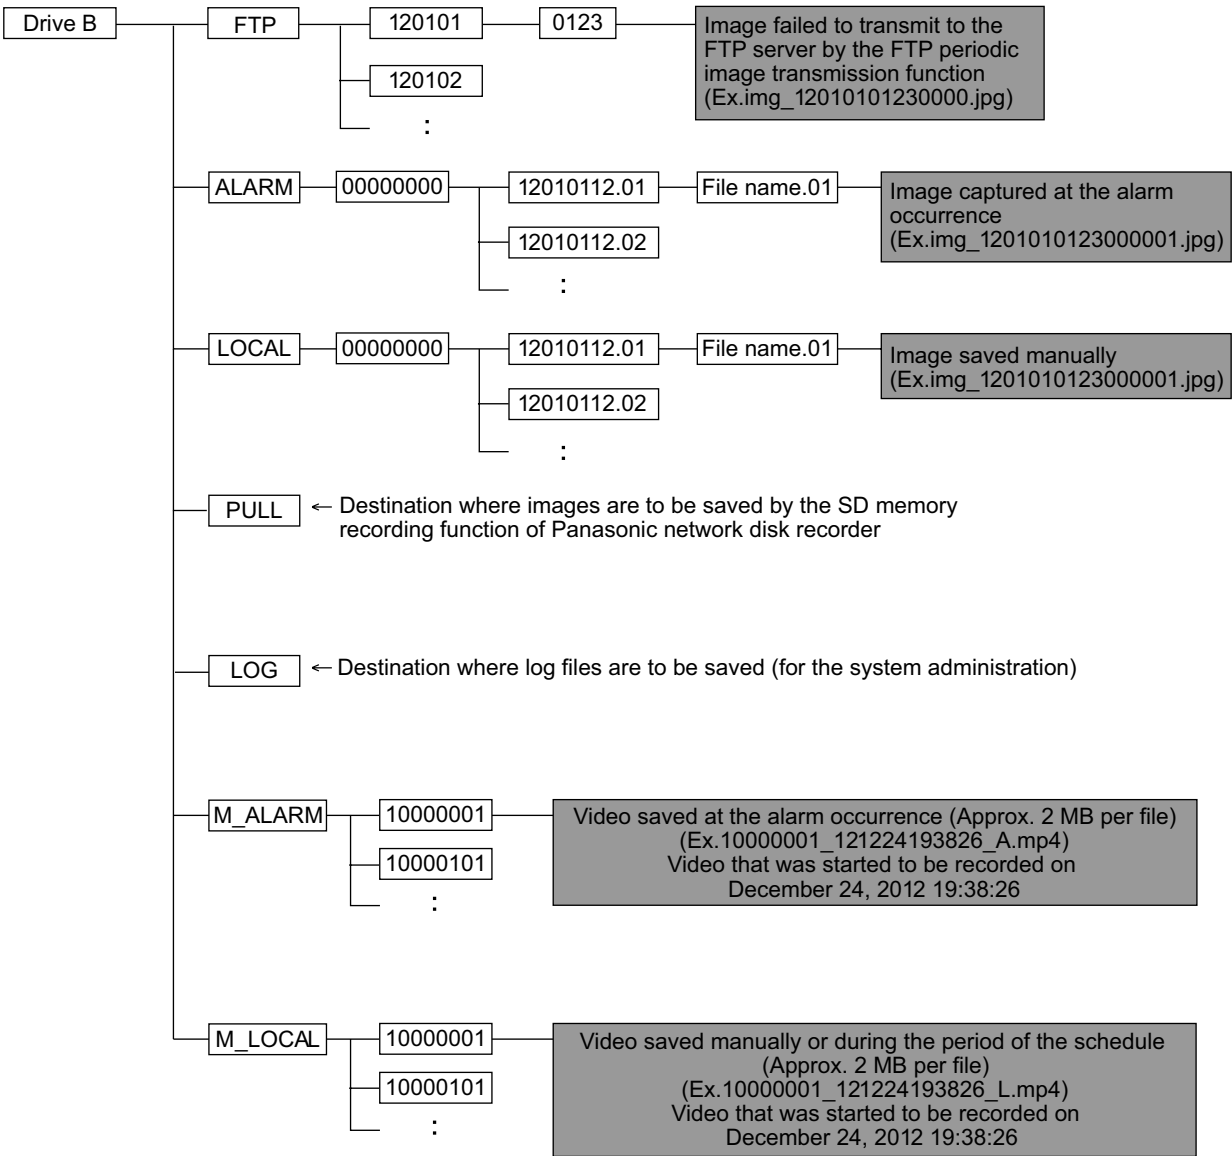 Drive B
FTP
120101
0123
Image failed to transmit to the
FTP server by the FTP periodic
image transmission function
(Ex.img_12010101230000.jpg)
120102
:
ALARM
00000000
12010112.01
File name.01
Image captured at the alarm
occurrence
(Ex.img_1201010123000001.jpg)
12010112.02
:
LOCAL
00000000
12010112.01
File name.01
Image saved manually
(Ex.img_1201010123000001.jpg)
12010112.02
:
PULL
← Destination where images are to be saved by the SD memory
recording function of Panasonic network disk recorder
LOG
← Destination where log files are to be saved (for the system administration)
M_ALARM
10000001
Video saved at the alarm occurrence (Approx. 2 MB per file)
(Ex.10000001_121224193826_A.mp4)
Video that was started to be recorded on
December 24, 2012 19:38:26
10000101
:
M_LOCAL
10000001
Video saved manually or during the period of the schedule
(Approx. 2 MB per file)
(Ex.10000001_121224193826_L.mp4)
Video that was started to be recorded on
December 24, 2012 19:38:26
10000101
: